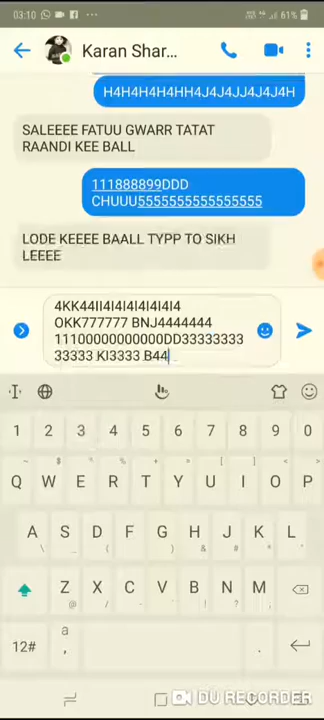 03:10
61%
Karan Shar...
H4H4H4H4HH4J4J4JJ4J4J4H
SALEEEE FATUU GWARR TATAT
RAANDI KEE BALL
111888899DDD
CHUUU5555555555555555
LODE KEEEE BAALL TYPP TO SIKH
LEEEE
4KK44II4I4I4I4I4I4I4I4
OKK777777 BNJ4444444
11100000000000DD33333333
33333 KI3333 B44
1 2 3 4 5 6 7 8 9 0
Q W E R T Y U I O P
A S D F G H J K L
Z X C V B N M
12# a , .
DU RECORDER